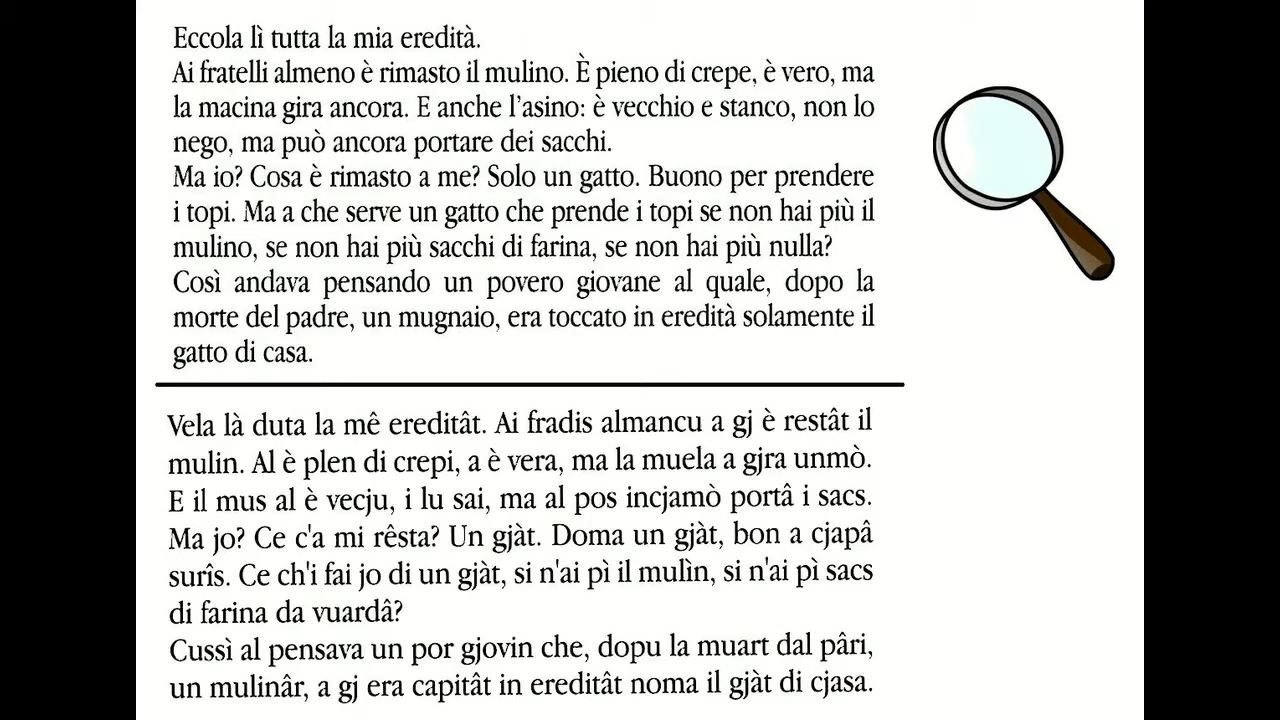 Eccola lì tutta la mia eredità.
Ai fratelli almeno è rimasto il mulino. È pieno di crepe, è vero, ma
la macina gira ancora. E anche l'asino: è vecchio e stanco, non lo
nego, ma può ancora portare dei sacchi.
Ma io? Cosa è rimasto a me? Solo un gatto. Buono per prendere
i topi. Ma a che serve un gatto che prende i topi se non hai più il
mulino, se non hai più sacchi di farina, se non hai più nulla?
Così andava pensando un povero giovane al quale, dopo la
morte del padre, un mugnaio, era toccato in eredità solamente il
gatto di casa.
Vela là duta la mê ereditât. Ai fradis almancu a gj è restât il
mulin. Al è plen di crepi, a è vera, ma la muela a gjra unmò.
E il mus al è vecju, i lu sai, ma al pos incjamò portâ i sacs.
Ma jo? Ce c'a mi rêsta? Un gjàt. Doma un gjàt, bon a cjapâ
surîs. Ce ch'i fai jo di un gjàt, si n'ai pì il mulìn, si n'ai pì sacs
di farina da vuardâ?
Cussì al pensava un por gjovin che, dopu la muart dal pâri,
un mulinâr, a gj era capitât in ereditât noma il gjàt di cjasa.